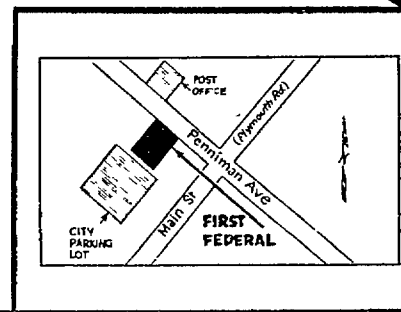 POST
OFFICE
(Plymouth Rd)
Penniman Ave
Main St
FIRST
FEDERAL
CITY
PARKING
LOT